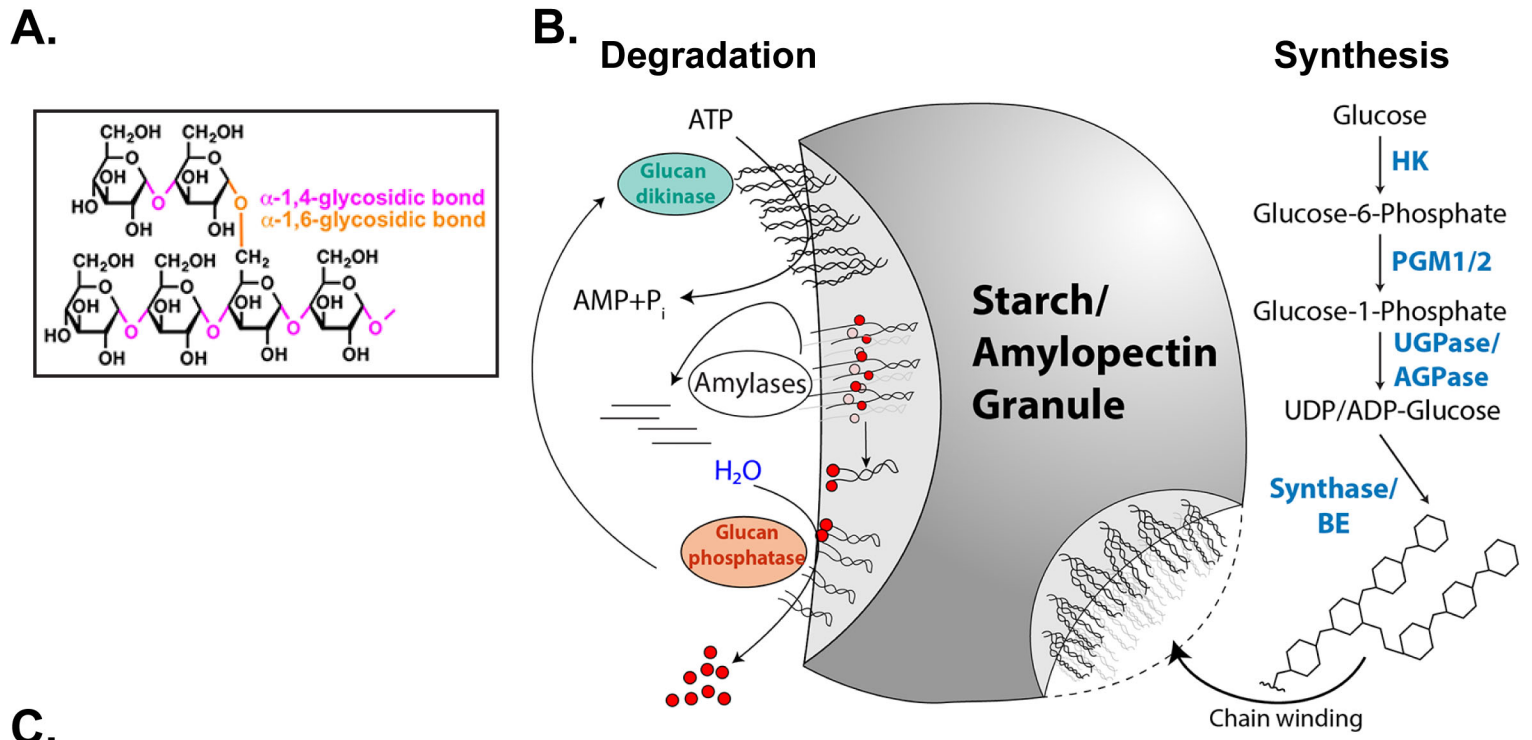 A.
CH₂OH CH₂OH
O O
OH OH
HO O O
OH OH
α-1,4-glycosidic bond
α-1,6-glycosidic bond
CH₂OH CH₂OH CH₂ CH₂OH
O O O O
OH OH OH OH
HO O O O O
OH OH OH OH
B.
Degradation
ATP
Glucan
dikinase
AMP+Pᵢ
Amylases
H₂O
Glucan
phosphatase
Starch/
Amylopectin
Granule
Synthesis
Glucose
HK
Glucose-6-Phosphate
PGM1/2
Glucose-1-Phosphate
UGPase/
AGPase
UDP/ADP-Glucose
Synthase/
BE
Chain winding
C.